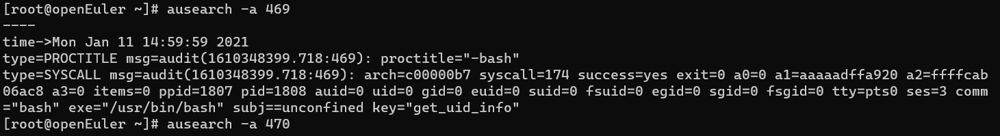 [root@openEuler ~]# ausearch -a 469
----
time->Mon Jan 11 14:59:59 2021
type=PROCTITLE msg=audit(1610348399.718:469): proctitle="-bash"
type=SYSCALL msg=audit(1610348399.718:469): arch=c00000b7 syscall=174 success=yes exit=0 a0=0 a1=aaaaadffa920 a2=ffffcab
06ac8 a3=0 items=0 ppid=1807 pid=1808 auid=0 uid=0 gid=0 euid=0 suid=0 fsuid=0 egid=0 sgid=0 fsgid=0 tty=pts0 ses=3 comm
="bash" exe="/usr/bin/bash" subj==unconfined key="get_uid_info"
[root@openEuler ~]# ausearch -a 470